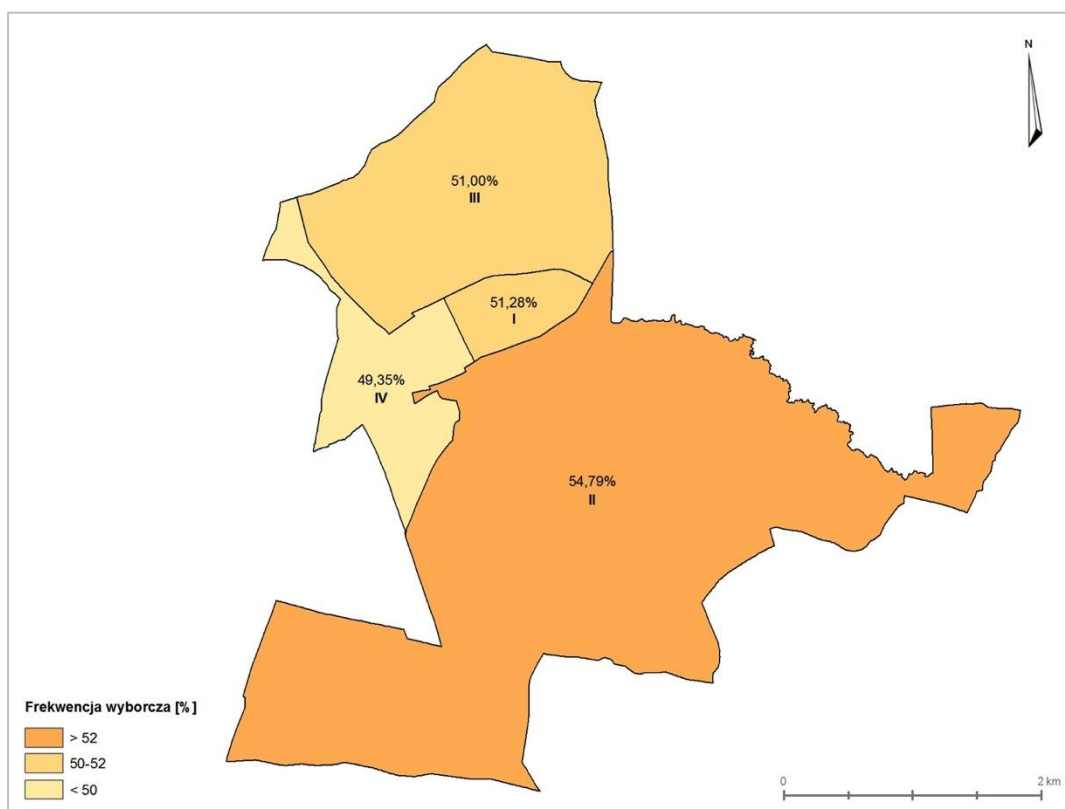 N
51,00%
III
51,28%
I
49,35%
IV
54,79%
II
Frekwencja wyborcza [%]
> 52
50-52
< 50
0
2 km